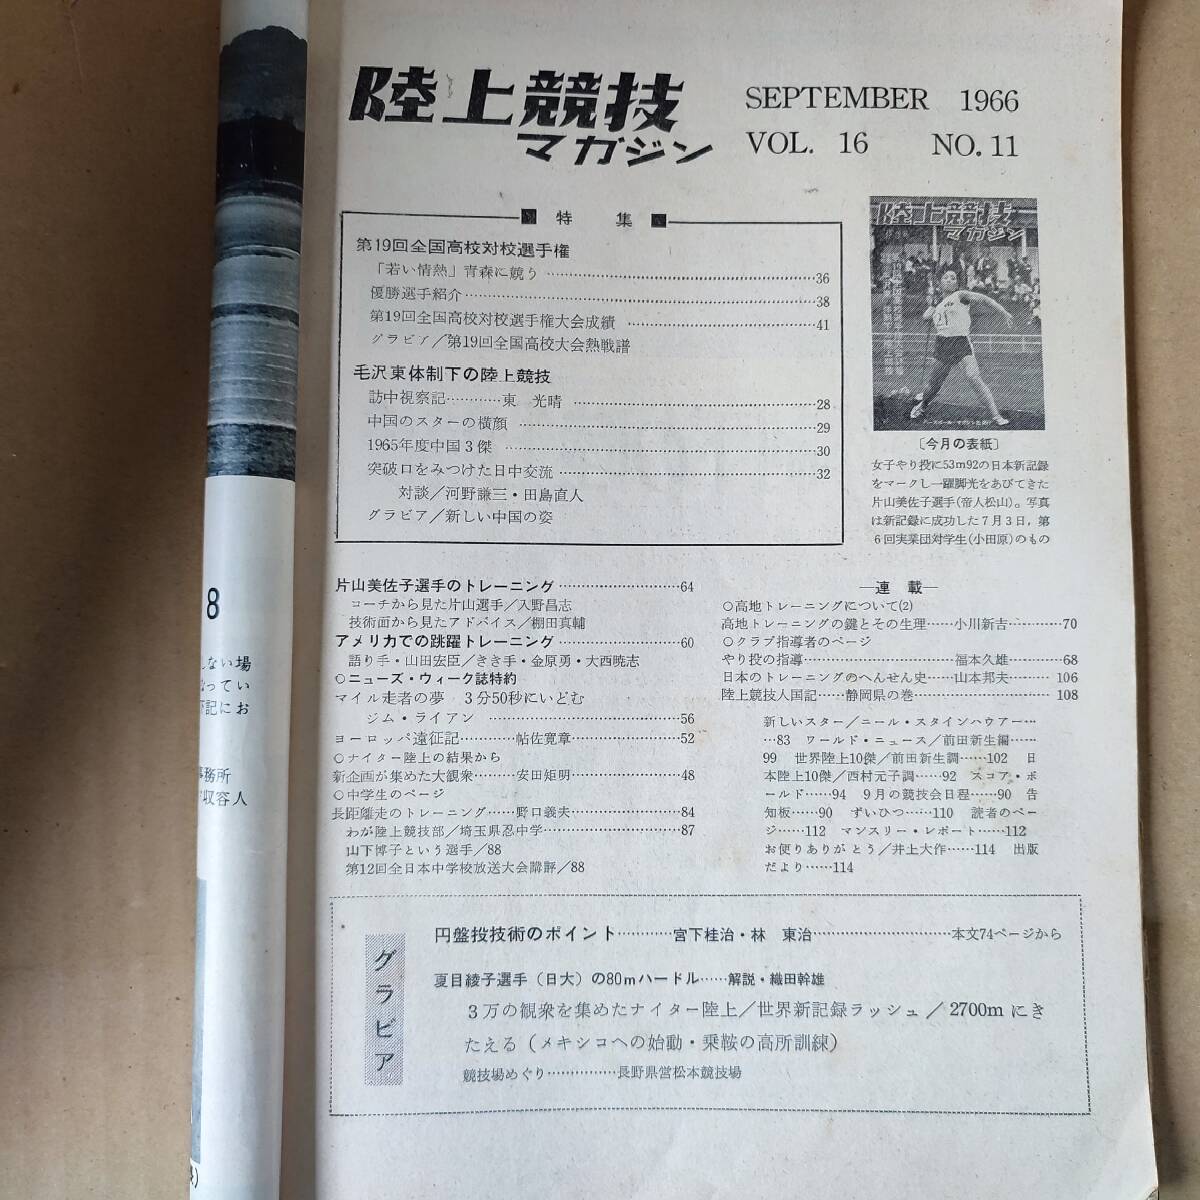 陸上競技
マガジン
SEPTEMBER 1966
VOL. 16 NO. 11
特集
第19回全国高校対校選手権
「若い情熱」青森に競う……36
優勝選手紹介……38
第19回全国高校対校選手権大会成績……41
グラビア／第19回全国高校大会熱戦譜
毛沢東体制下の陸上競技
訪中視察記……東 光晴……28
中国のスターの横顔……29
1965年度中国3傑……30
突破口をみつけた日中交流……32
対談／河野謙三・田島直人
グラビア／新しい中国の姿
陸上競技
マガジン
〔今月の表紙〕
女子やり投に53m92の日本新記録
をマークし一躍脚光をあびてきた
片山美佐子選手(帝人松山)。写真
は新記録に成功した7月3日，第
6回実業団対学生(小田原)のもの
片山美佐子選手のトレーニング……64
コーチから見た片山選手／入野昌志
技術面から見たアドバイス／棚田真輔
アメリカでの跳躍トレーニング……60
語り手・山田宏臣／きき手・金原勇・大西暁志
○ニューズ・ウィーク誌特約
マイル走者の夢 3分50秒にいどむ
ジム・ライアン……56
ヨーロッパ遠征記……帖佐寛章……52
○ナイター陸上の結果から
新企画が集めた大観衆……安田矩明……48
○中学生のページ
長距離走のトレーニング……野口義夫……84
わが陸上競技部／埼玉県忍中学……87
山下博子という選手／88
第12回全日本中学校放送大会講評／88
―連載―
○高地トレーニングについて(2)
高地トレーニングの鍵とその生理……小川新吉……70
○クラブ指導者のページ
やり投の指導……福本久雄……68
日本のトレーニングのへんせん史……山本邦夫……106
陸上競技人国記……静岡県の巻……108
新しいスター／ニール・スタインハウアー…
…83 ワールド・ニュース／前田新生編……
99 世界陸上10傑／前田新生調……102 日
本陸上10傑／西村元子調……92 スコア・ボ
ールド……94 9月の競技会日程……90 告
知板……90 ずいひつ……110 読者のペー
ジ……112 マンスリー・レポート……112
お便りありがとう／井上大作……114 出版
だより……114
グラビア
円盤投技術のポイント……宮下桂治・林 東治……本文74ページから
夏目綾子選手（日大）の80mハードル……解説・織田幹雄
3万の観衆を集めたナイター陸上／世界新記録ラッシュ／2700mにき
たえる（メキシコへの始動・乗鞍の高所訓練）
競技場めぐり……長野県営松本競技場
8
しない場
なってい
下記にお
事務所
収容人